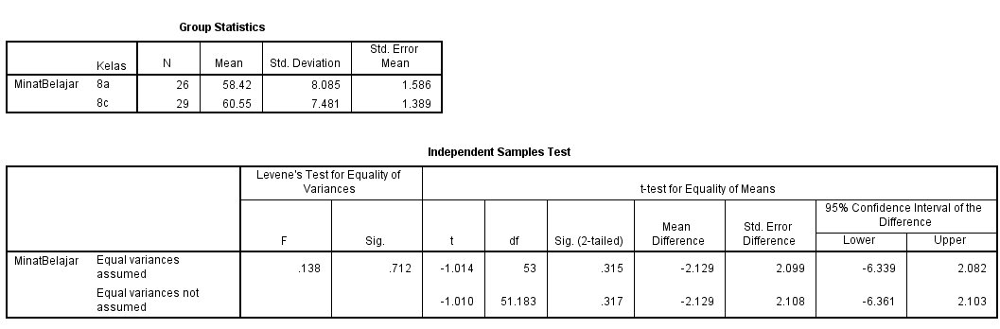 Group Statistics
Kelas N Mean Std. Deviation Std. Error Mean
MinatBelajar 8a 26 58.42 8.085 1.586
8c 29 60.55 7.481 1.389
Independent Samples Test
Levene's Test for Equality of Variances t-test for Equality of Means
F Sig. t df Sig. (2-tailed) Mean Difference Std. Error Difference 95% Confidence Interval of the Difference
Lower Upper
MinatBelajar Equal variances assumed .138 .712 -1.014 53 .315 -2.129 2.099 -6.339 2.082
Equal variances not assumed -1.010 51.183 .317 -2.129 2.108 -6.361 2.103